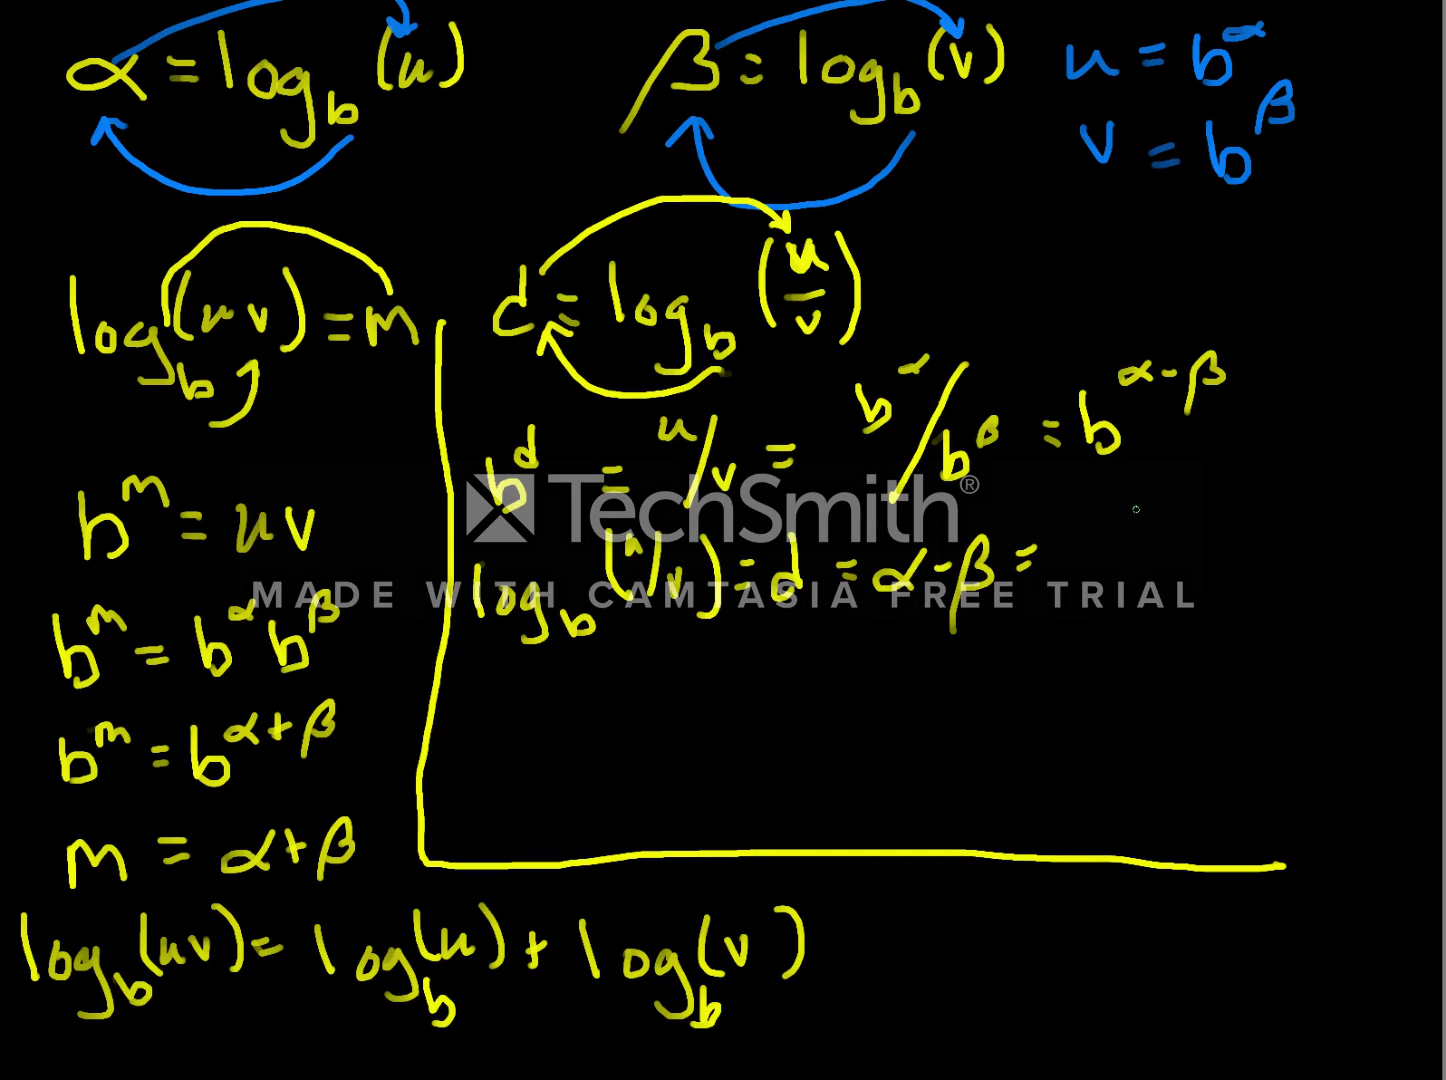 α = log_b (u)
β = log_b (v)
u = b^α
v = b^β
log_b (uv) = m
b^m = uv
b^m = b^α b^β
b^m = b^(α+β)
m = α+β
log_b (uv) = log_b (u) + log_b (v)
d = log_b (u/v)
b^d = u/v = b^α/b^β = b^(α-β)
log_b (u/v) = d = α-β =
TechSmith®
MADE WITH CAMTASIA FREE TRIAL